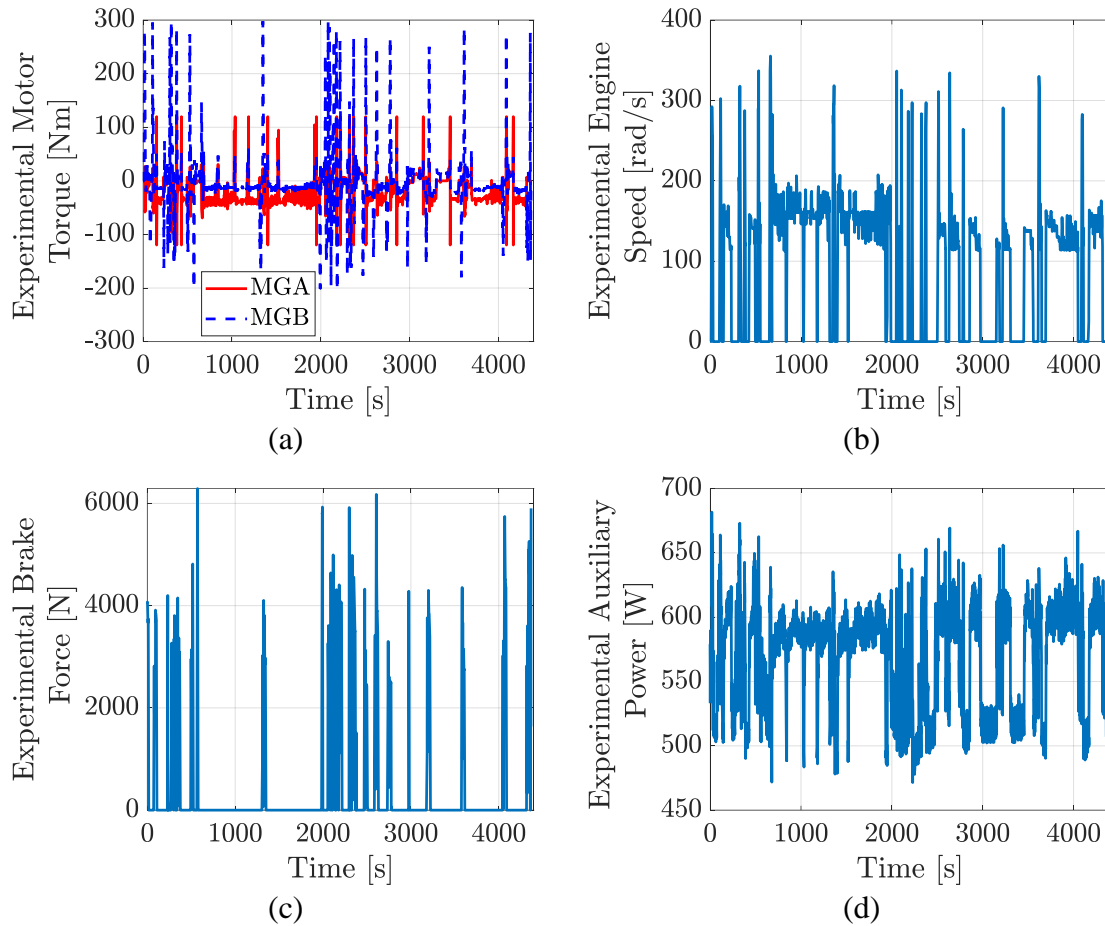 Experimental Motor
Torque [Nm]
300
200
100
0
-100
-200
-300
MGA
MGB
0 1000 2000 3000 4000
Time [s]
(a)
Experimental Engine
Speed [rad/s]
400
300
200
100
0
0 1000 2000 3000 4000
Time [s]
(b)
Experimental Brake
Force [N]
6000
4000
2000
0
0 1000 2000 3000 4000
Time [s]
(c)
Experimental Auxiliary
Power [W]
700
650
600
550
500
450
0 1000 2000 3000 4000
Time [s]
(d)